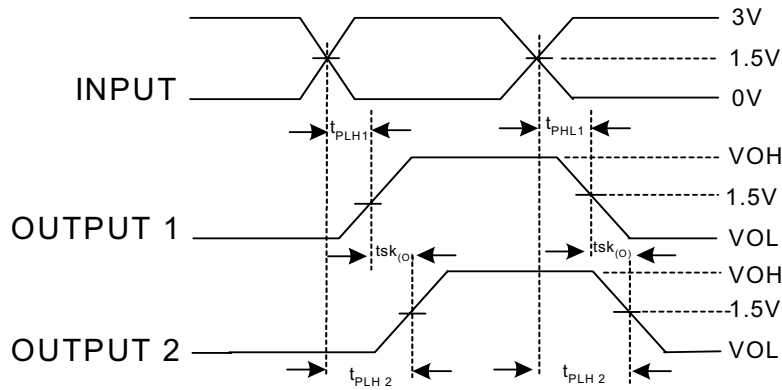 3V
1.5V
INPUT
0V
tPLH1
tPHL1
VOH
1.5V
OUTPUT 1
VOL
tsk(O)
tsk(O)
VOH
1.5V
OUTPUT 2
VOL
tPLH 2
tPLH 2